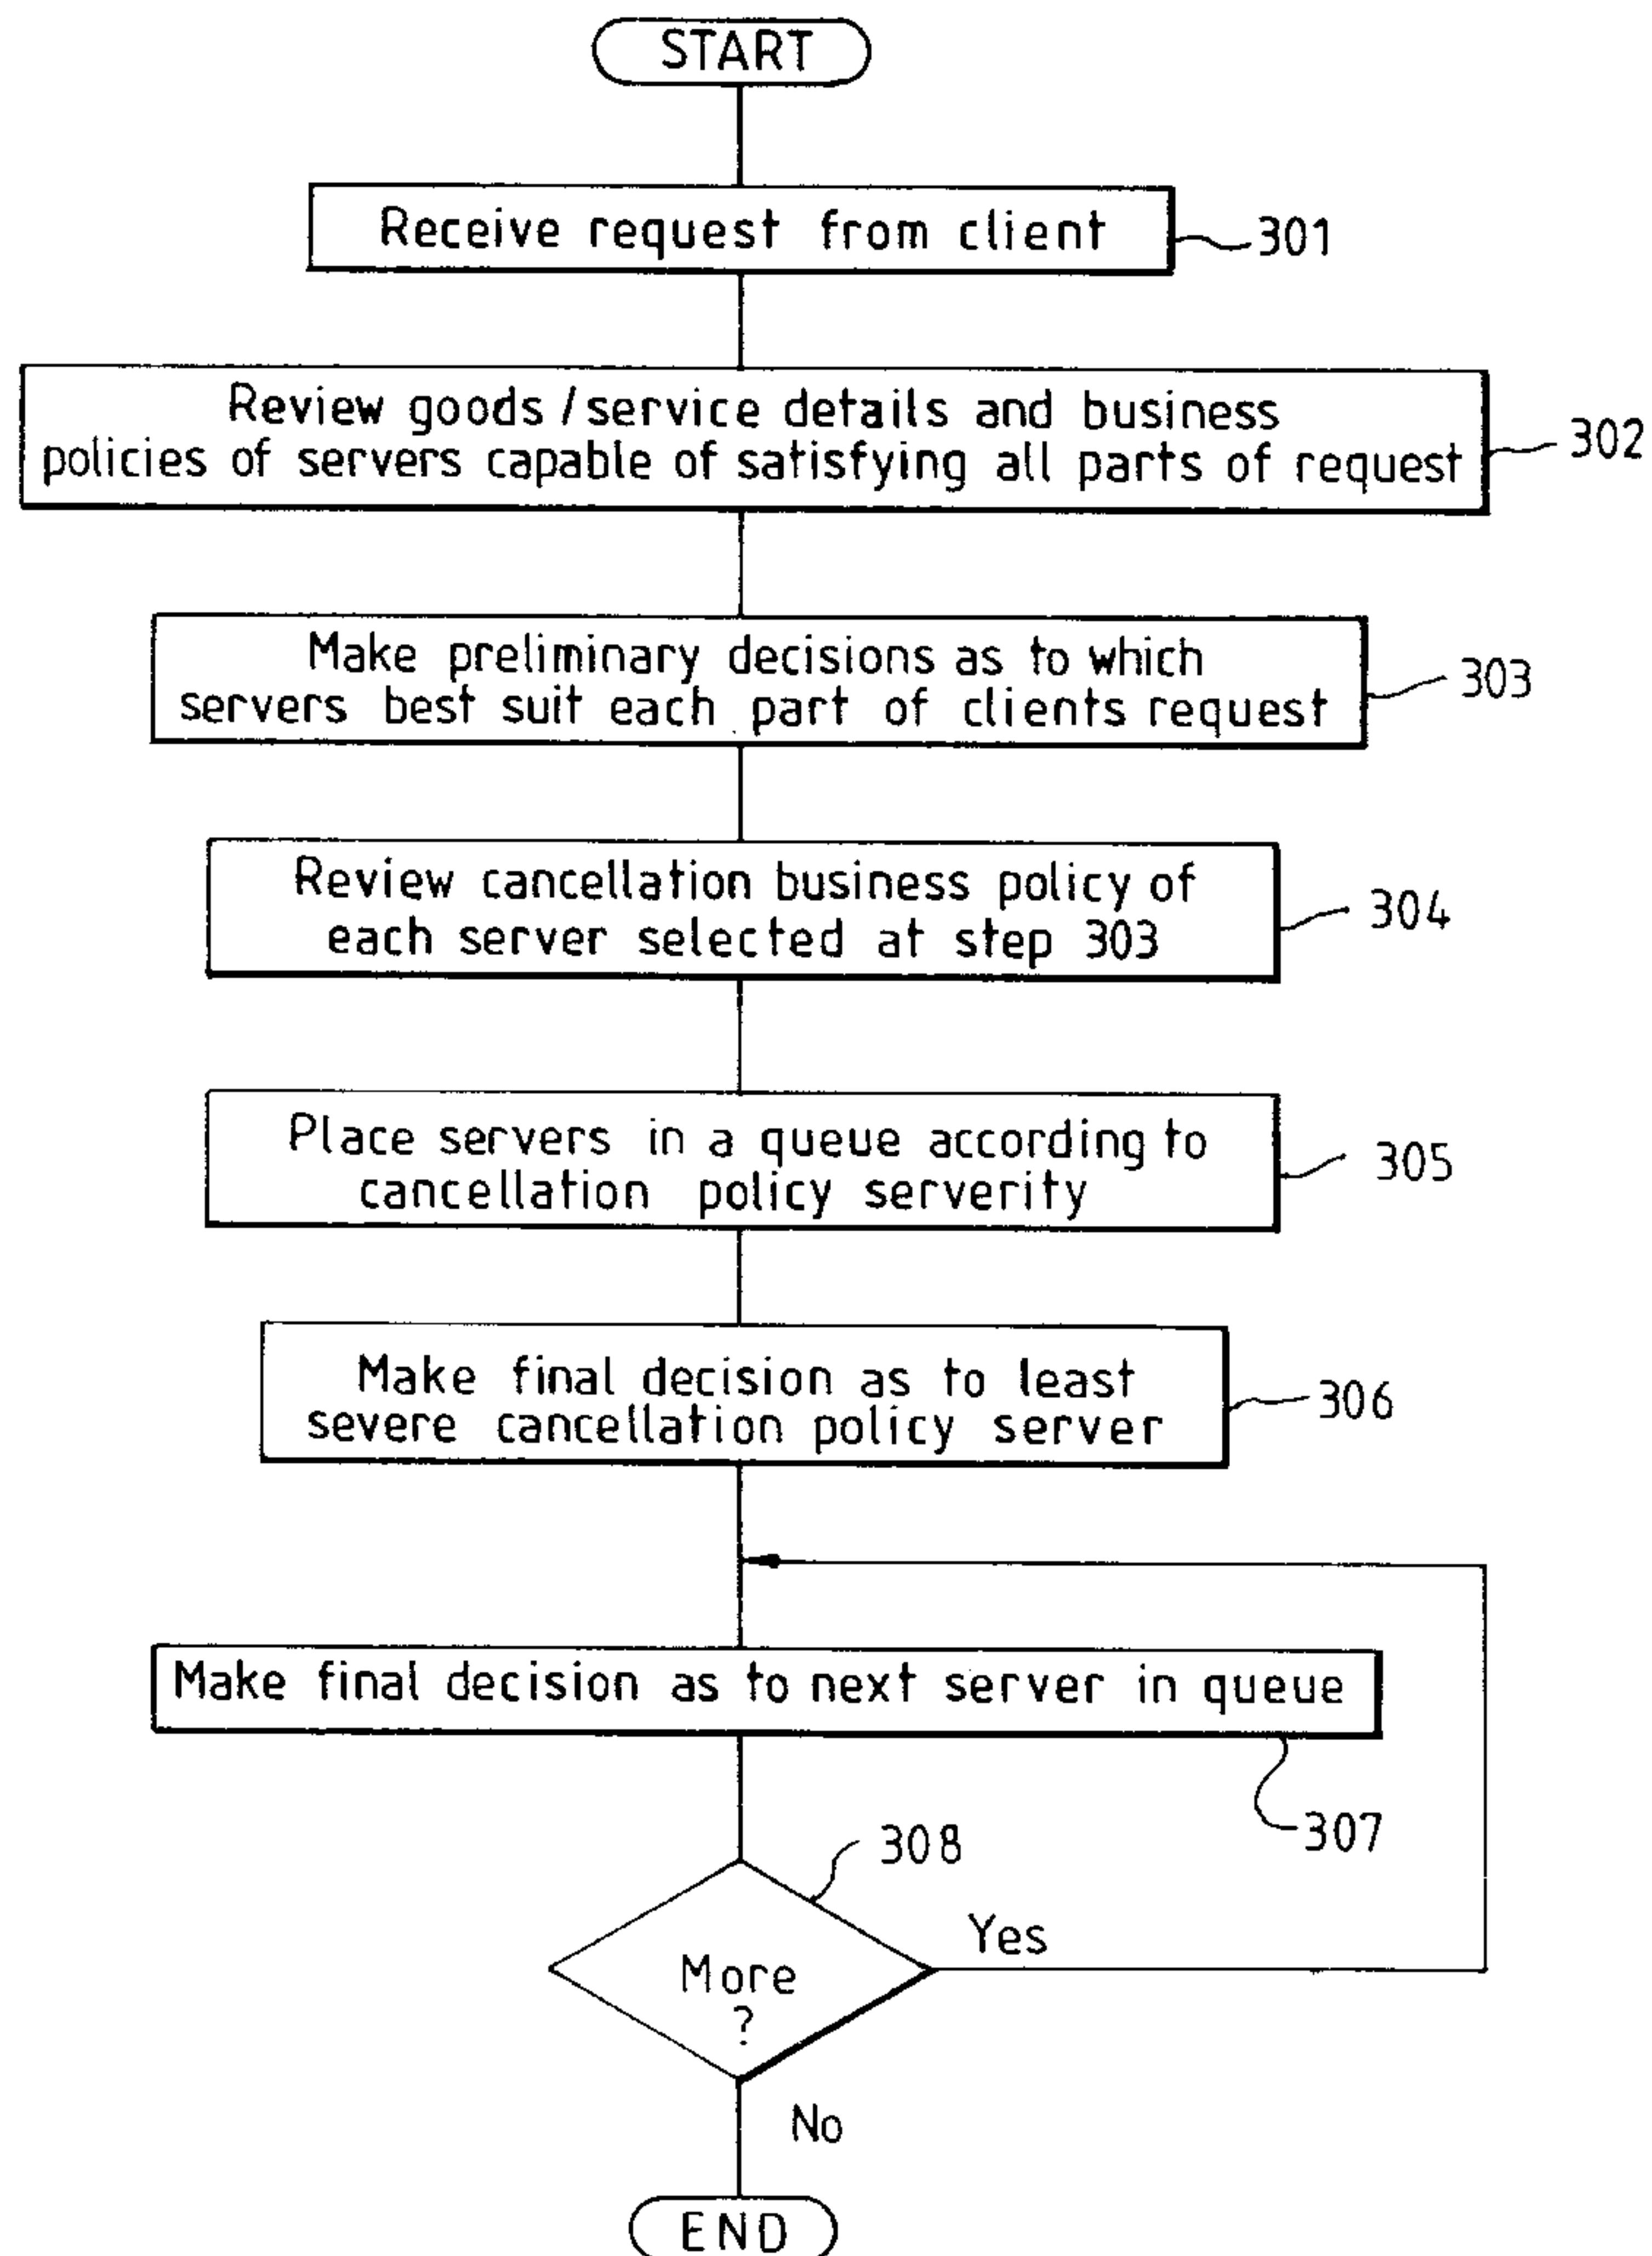 START
Receive request from client
301
Review goods/service details and business
policies of servers capable of satisfying all parts of request
302
Make preliminary decisions as to which
servers best suit each part of clients request
303
Review cancellation business policy of
each server selected at step 303
304
Place servers in a queue according to
cancellation policy serverity
305
Make final decision as to least
severe cancellation policy server
306
Make final decision as to next server in queue
307
308
More
?
Yes
No
END